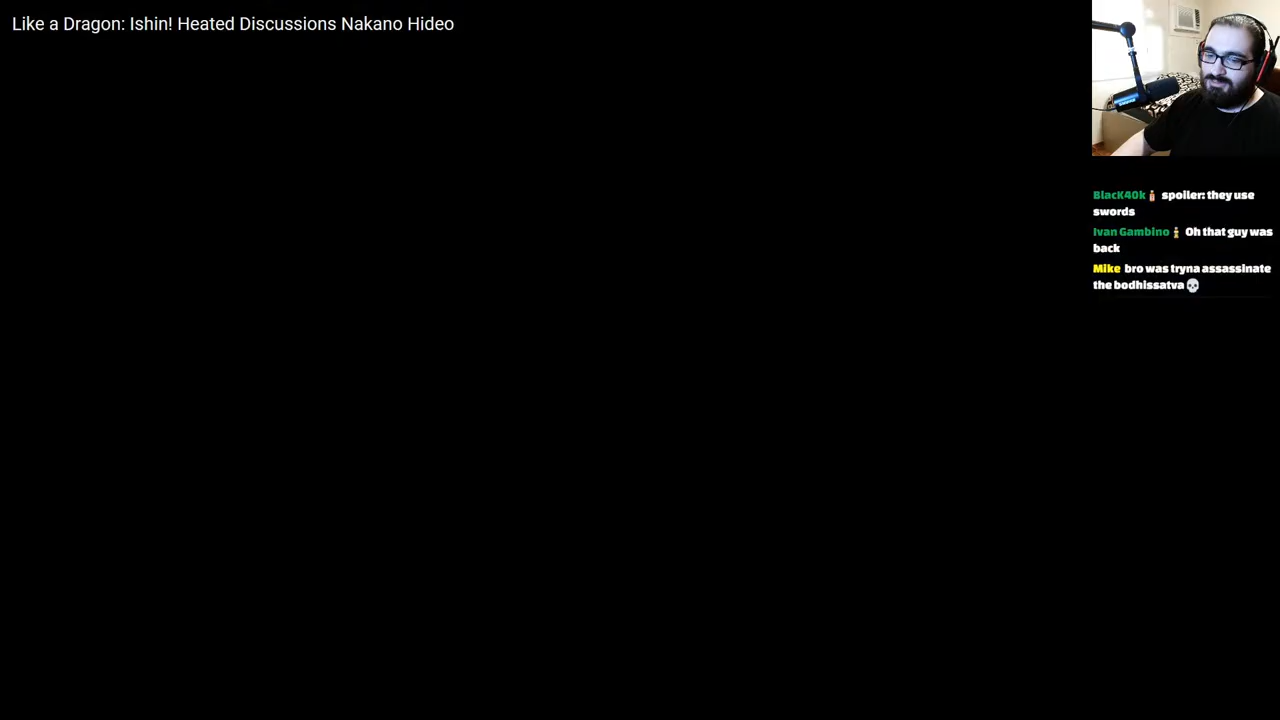 Like a Dragon: Ishin! Heated Discussions Nakano Hideo
BlacK40k spoiler: they use
swords
Ivan Gambino Oh that guy was
back
Mike bro was tryna assassinate
the bodhissatva💀